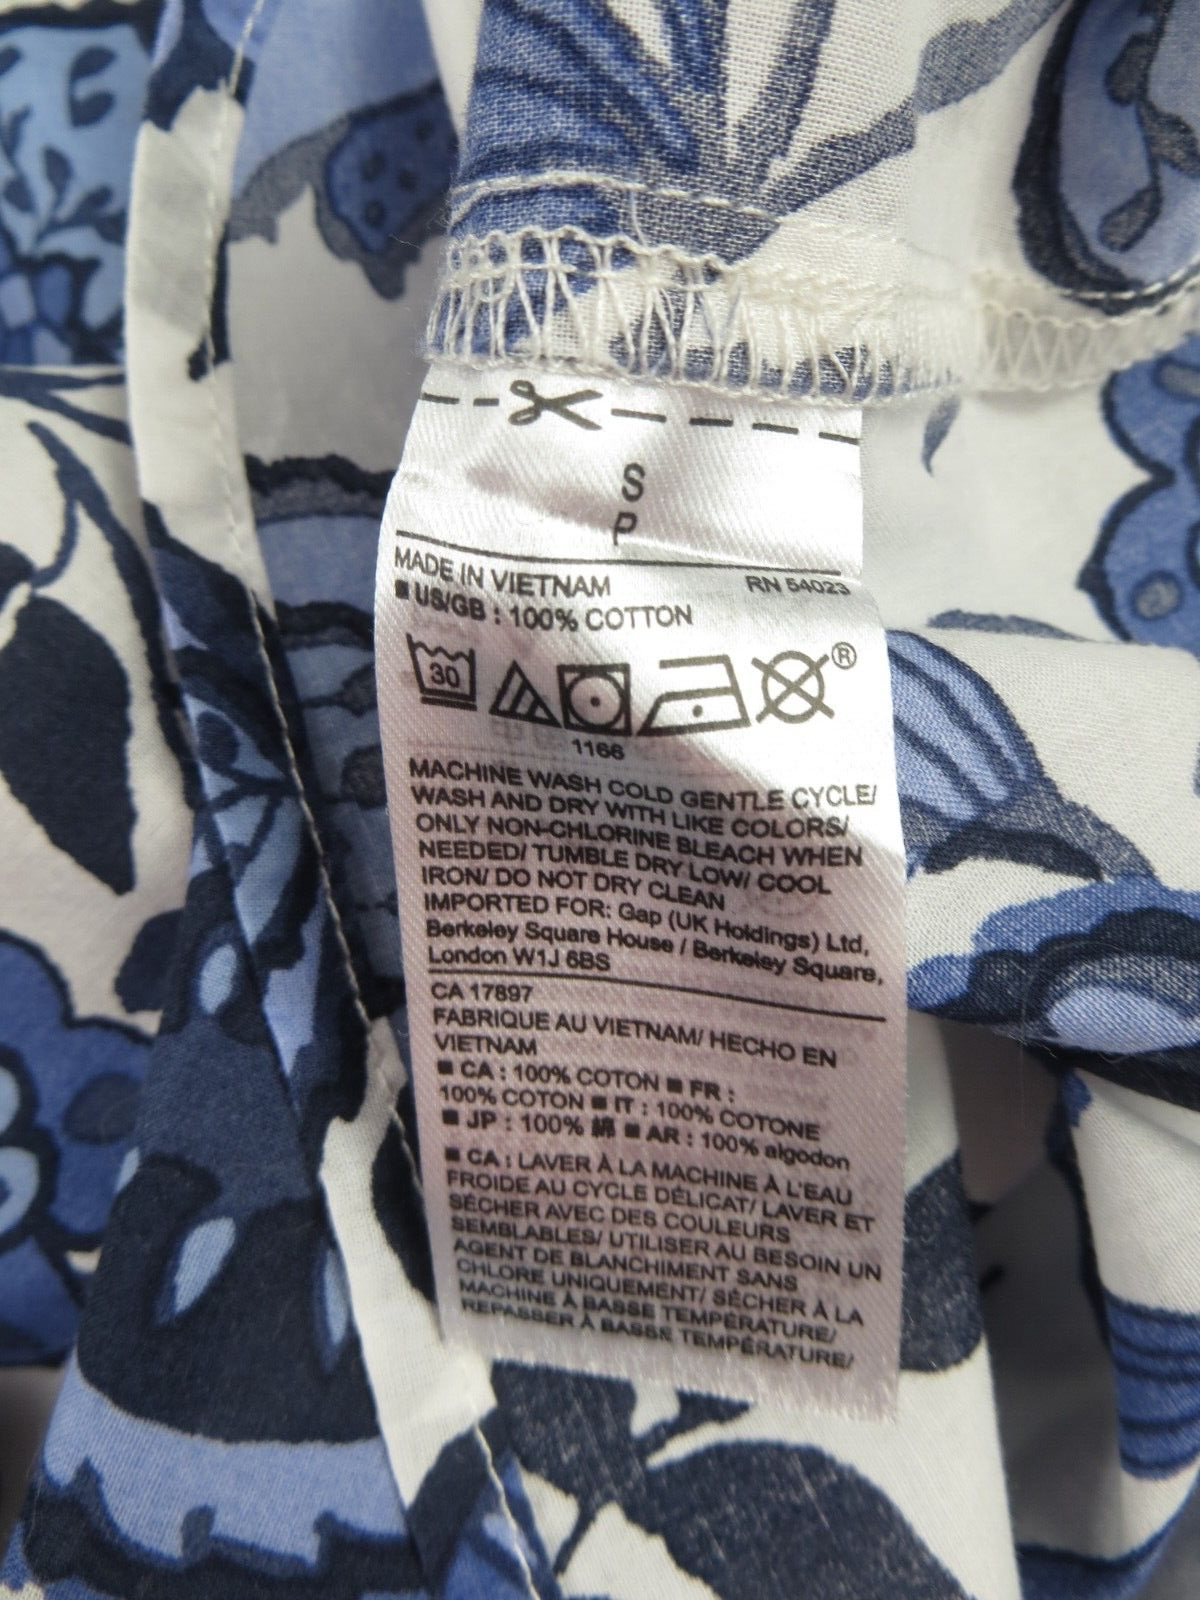 S
P
MADE IN VIETNAM RN 54023
■ US/GB : 100% COTTON
30
®
1166
MACHINE WASH COLD GENTLE CYCLE/
WASH AND DRY WITH LIKE COLORS/
ONLY NON-CHLORINE BLEACH WHEN
NEEDED/ TUMBLE DRY LOW/ COOL
IRON/ DO NOT DRY CLEAN
IMPORTED FOR: Gap (UK Holdings) Ltd,
Berkeley Square House / Berkeley Square,
London W1J 6BS
CA 17897
FABRIQUE AU VIETNAM/ HECHO EN
VIETNAM
■ CA : 100% COTON ■ FR :
100% COTON ■ IT : 100% COTONE
■ JP : 100% 綿 ■ AR : 100% algodon
■ CA : LAVER À LA MACHINE À L'EAU
FROIDE AU CYCLE DÉLICAT/ LAVER ET
SÉCHER AVEC DES COULEURS
SEMBLABLES/ UTILISER AU BESOIN UN
AGENT DE BLANCHIMENT SANS
CHLORE UNIQUEMENT/ SÉCHER À LA
MACHINE À BASSE TEMPÉRATURE/
REPASSER À BASSE TEMPÉRATURE/